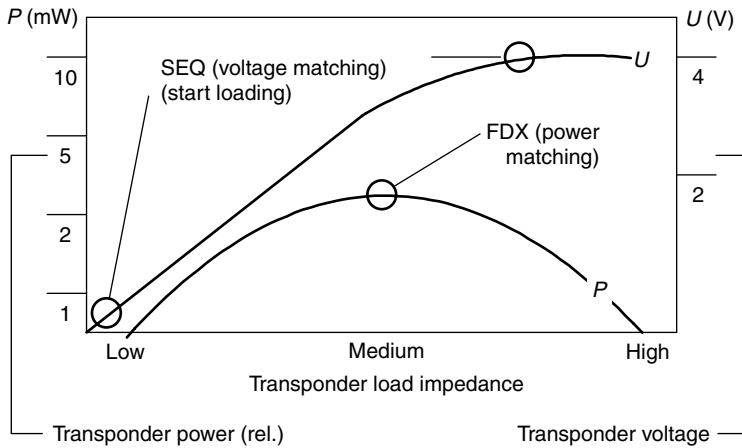 P (mW)
U (V)
10
5
2
1
4
2
SEQ (voltage matching)
(start loading)
U
FDX (power
matching)
P
Low
Medium
High
Transponder load impedance
Transponder power (rel.)
Transponder voltage